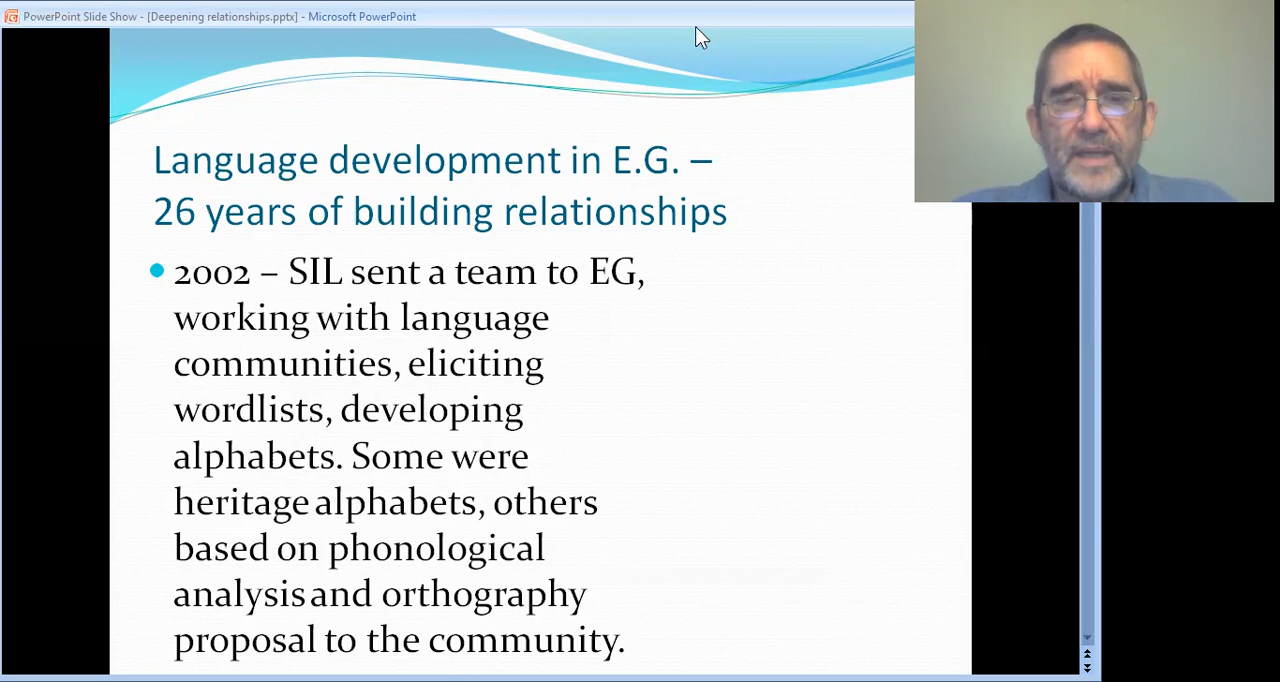 PowerPoint Slide Show - [Deepening relationships.pptx] - Microsoft PowerPoint
Language development in E.G. –
26 years of building relationships
2002 – SIL sent a team to EG,
working with language
communities, eliciting
wordlists, developing
alphabets. Some were
heritage alphabets, others
based on phonological
analysis and orthography
proposal to the community.